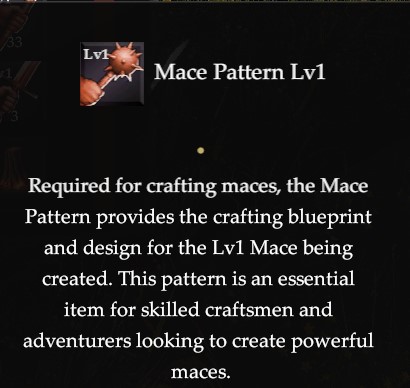 Lv1
Mace Pattern Lv1
Required for crafting maces, the Mace
Pattern provides the crafting blueprint
and design for the Lv1 Mace being
created. This pattern is an essential
item for skilled craftsmen and
adventurers looking to create powerful
maces.
33
3